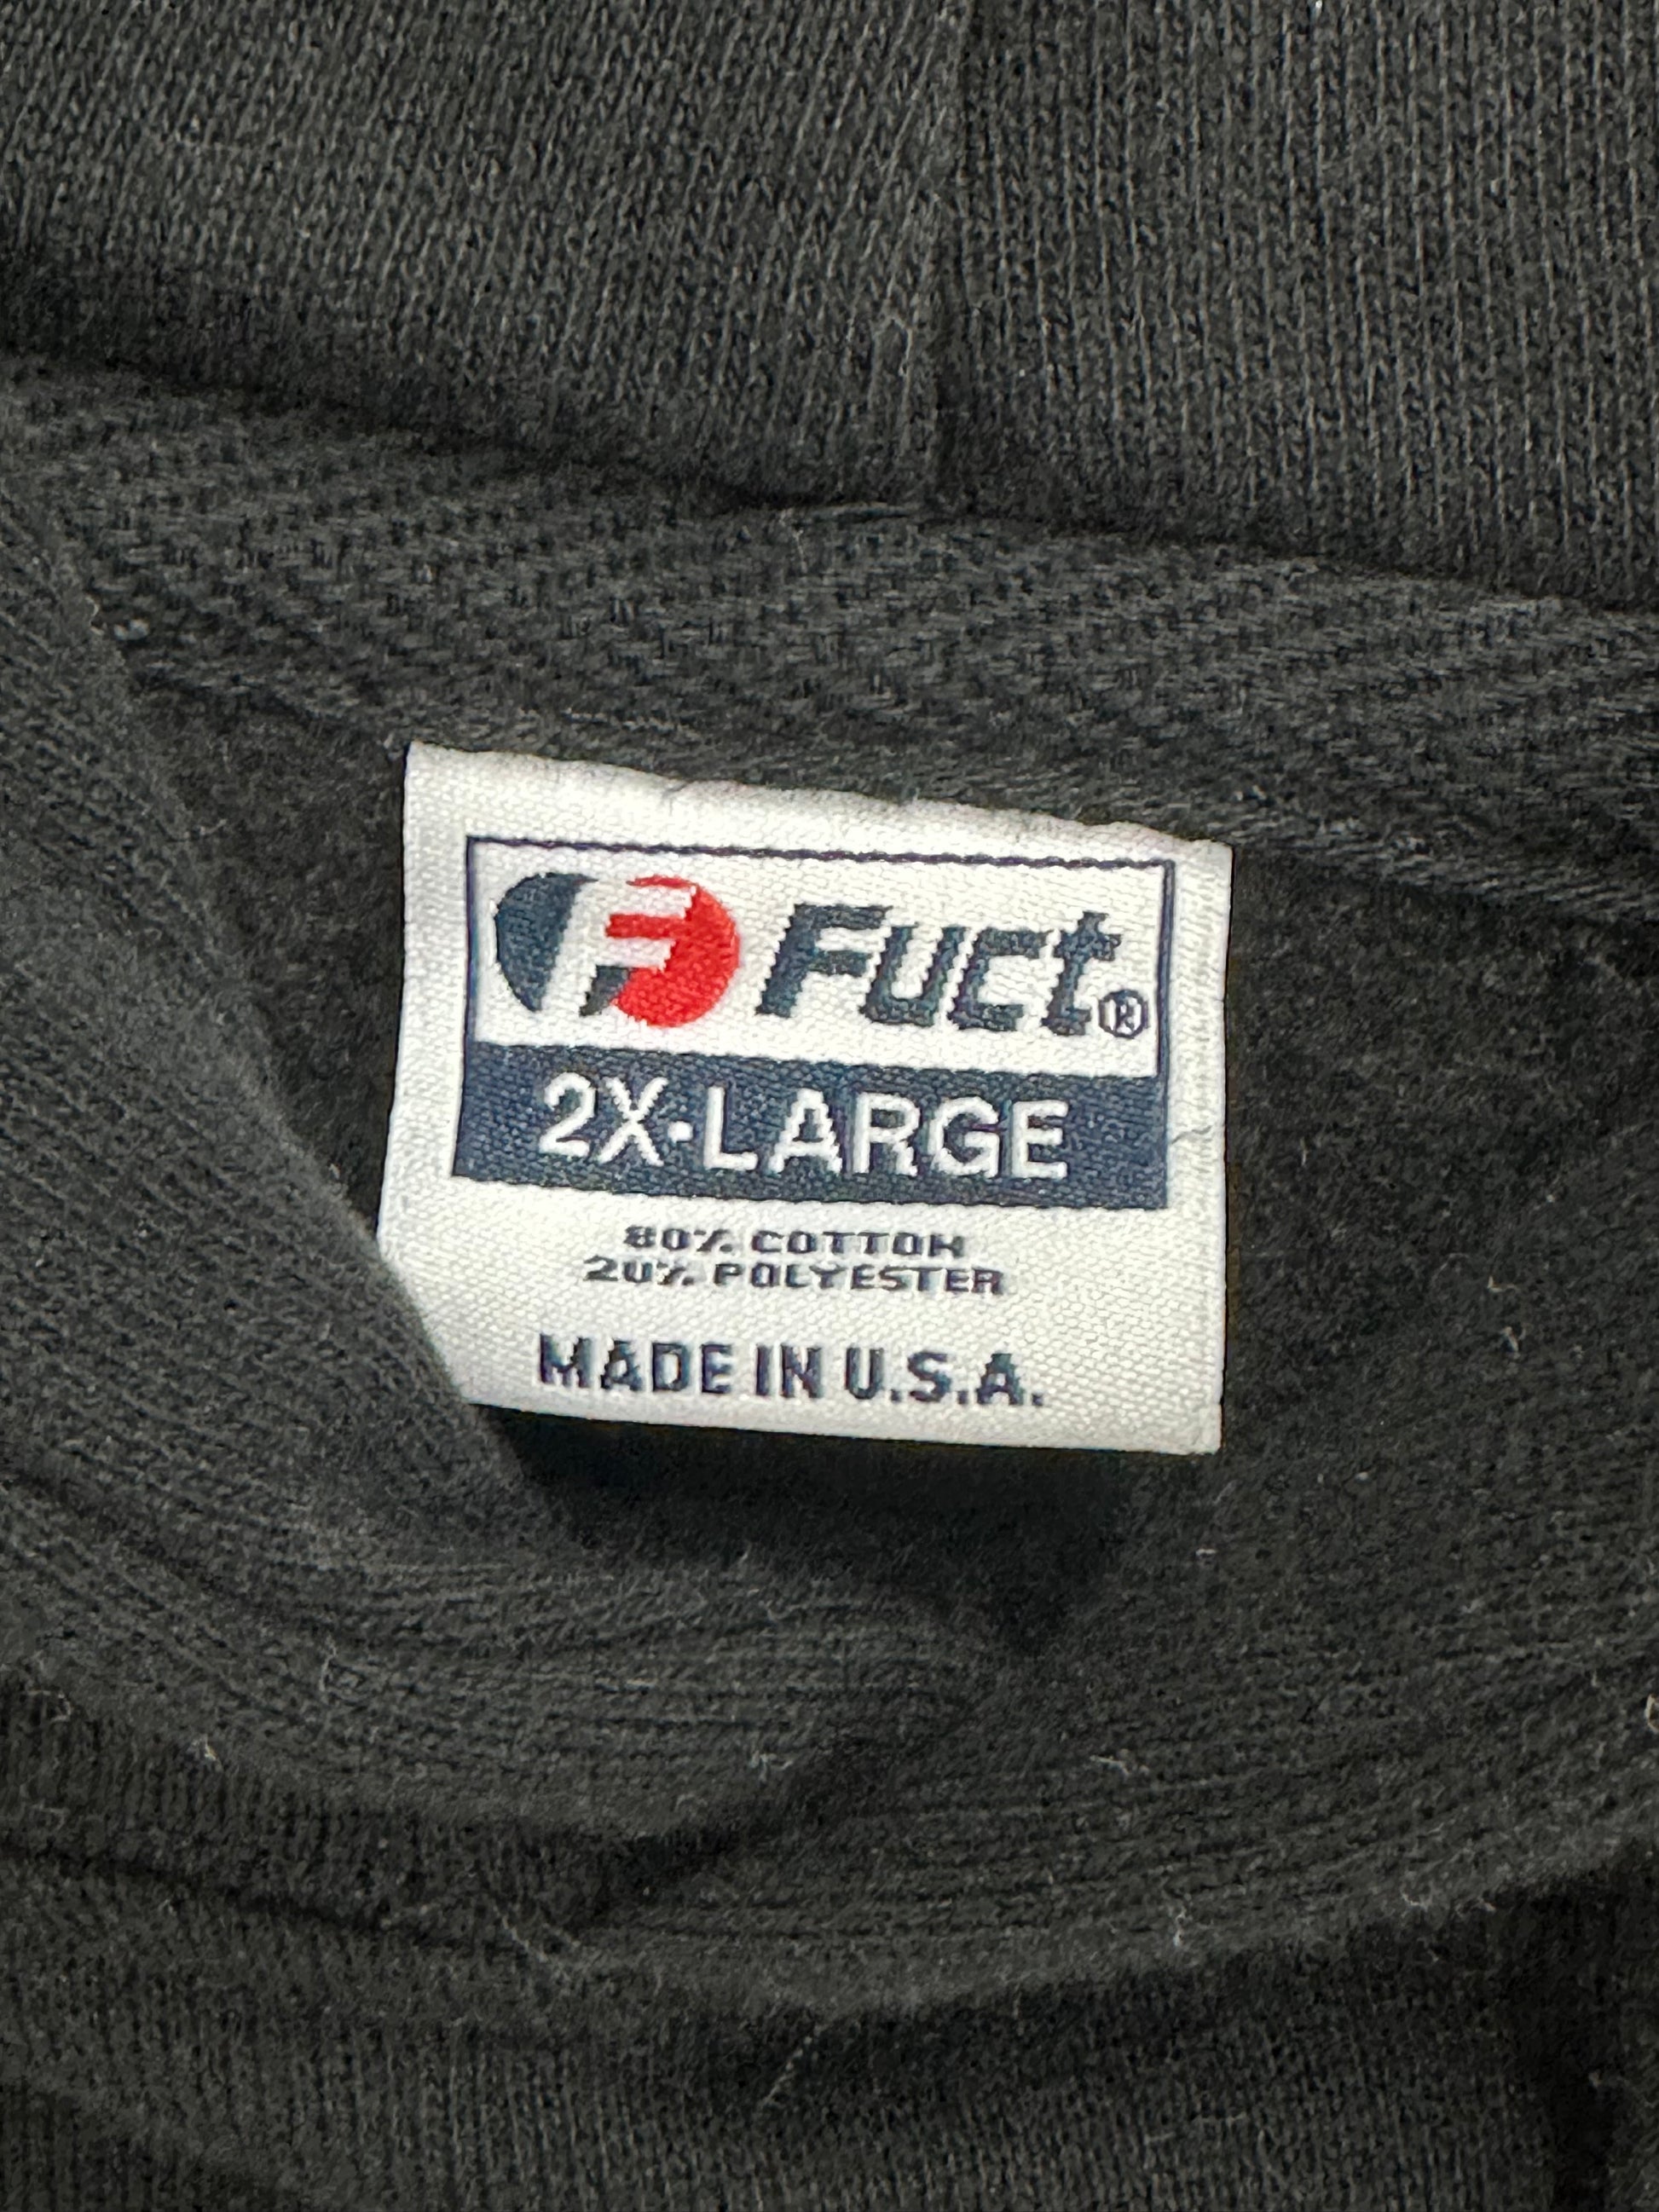 F Fuct®
2X-LARGE
80% COTTON
20% POLYESTER
MADE IN U.S.A.